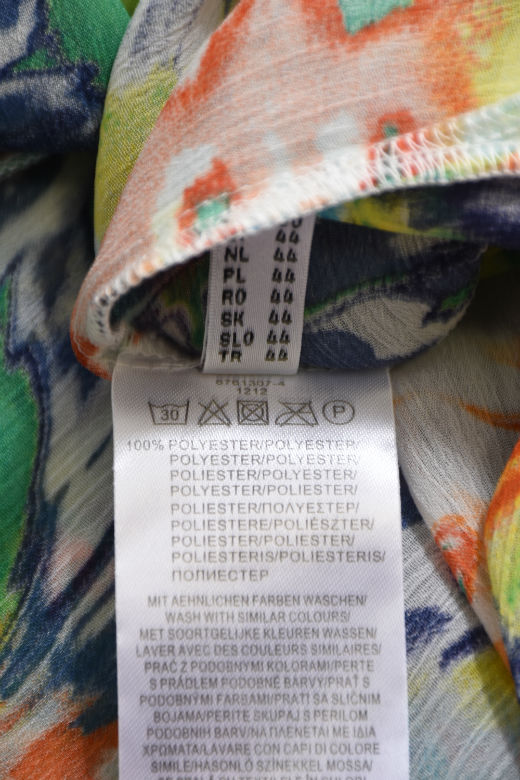 NL 44
PL 44
RO 44
SK 44
SLO 44
TR 44
8761307-4
1212
30 P
100% POLYESTER/POLYESTER/
POLYESTER/POLYESTER/
POLIESTER/POLYESTER/
POLYESTER/POLIESTER/
POLIESTER/ΠΟΛΥΕΣΤΕΡ/
POLIESTERE/POLIÉSZTER/
POLIESTER/POLIESTER/
POLIESTERIS/POLIESTERIS/
ПОЛИЕСТЕР
MIT AEHNLICHEN FARBEN WASCHEN/
WASH WITH SIMILAR COLOURS/
MET SOORTGELIJKE KLEUREN WASSEN/
LAVER AVEC DES COULEURS SIMILAIRES/
PRAĆ Z PODOBNYMI KOLORAMI/PERTE
S PRÁDLEM PODOBNÉ BARVY/PRAŤ S
PODOBNÝMI FARBAMI/PRATI SA SLIČNIM
BOJAMA/PERITE SKUPAJ S PERILOM
PODOBNIH BARV/ΝΑ ΠΛΕΝΕΤΑΙ ΜΕ ΙΔΙΑ
ΧΡΩΜΑΤΑ/LAVARE CON CAPI DI COLORE
SIMILE/HASONLÓ SZÍNEKKEL MOSSA/